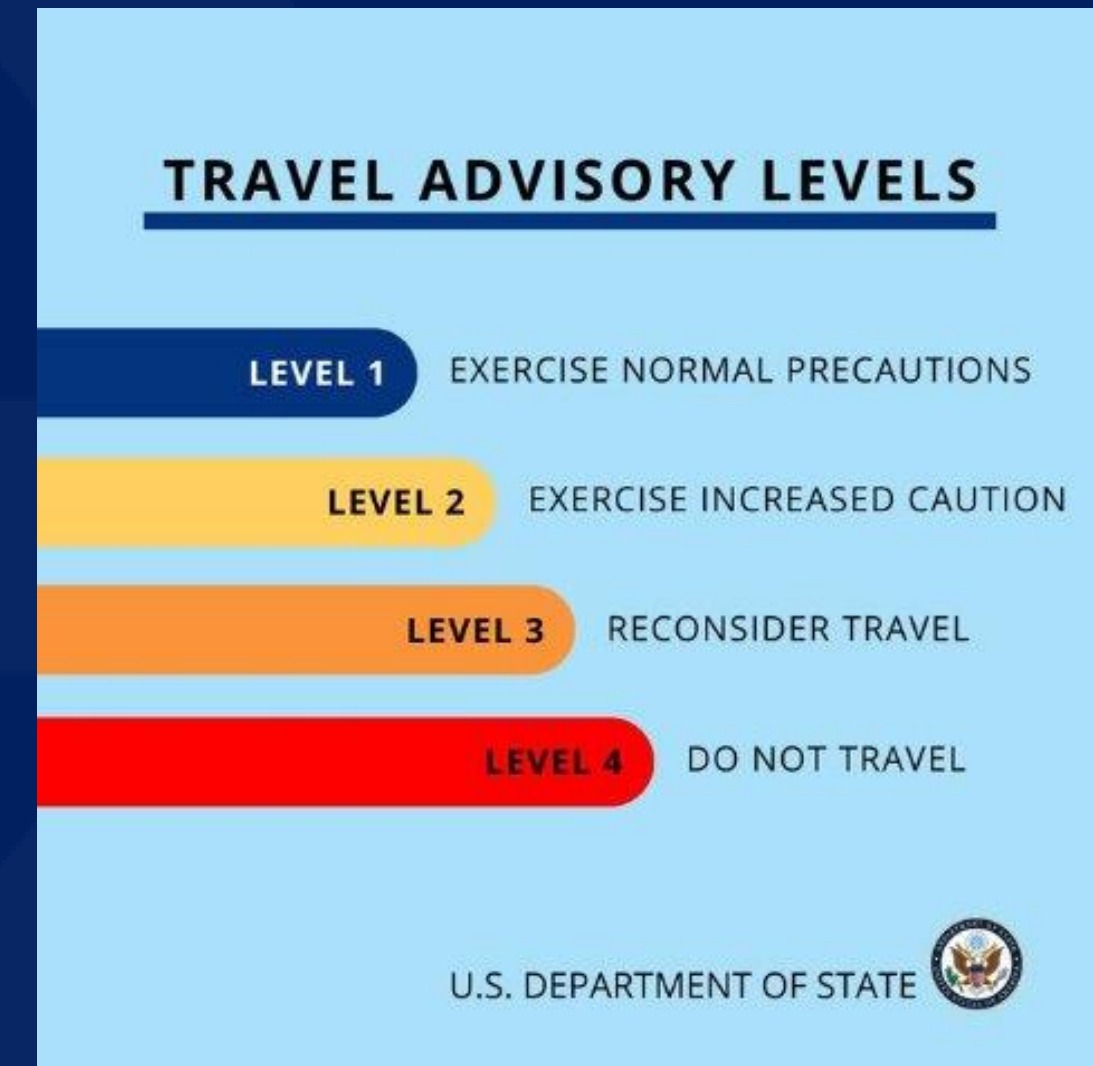 TRAVEL ADVISORY LEVELS
LEVEL 1 EXERCISE NORMAL PRECAUTIONS
LEVEL 2 EXERCISE INCREASED CAUTION
LEVEL 3 RECONSIDER TRAVEL
LEVEL 4 DO NOT TRAVEL
U.S. DEPARTMENT OF STATE